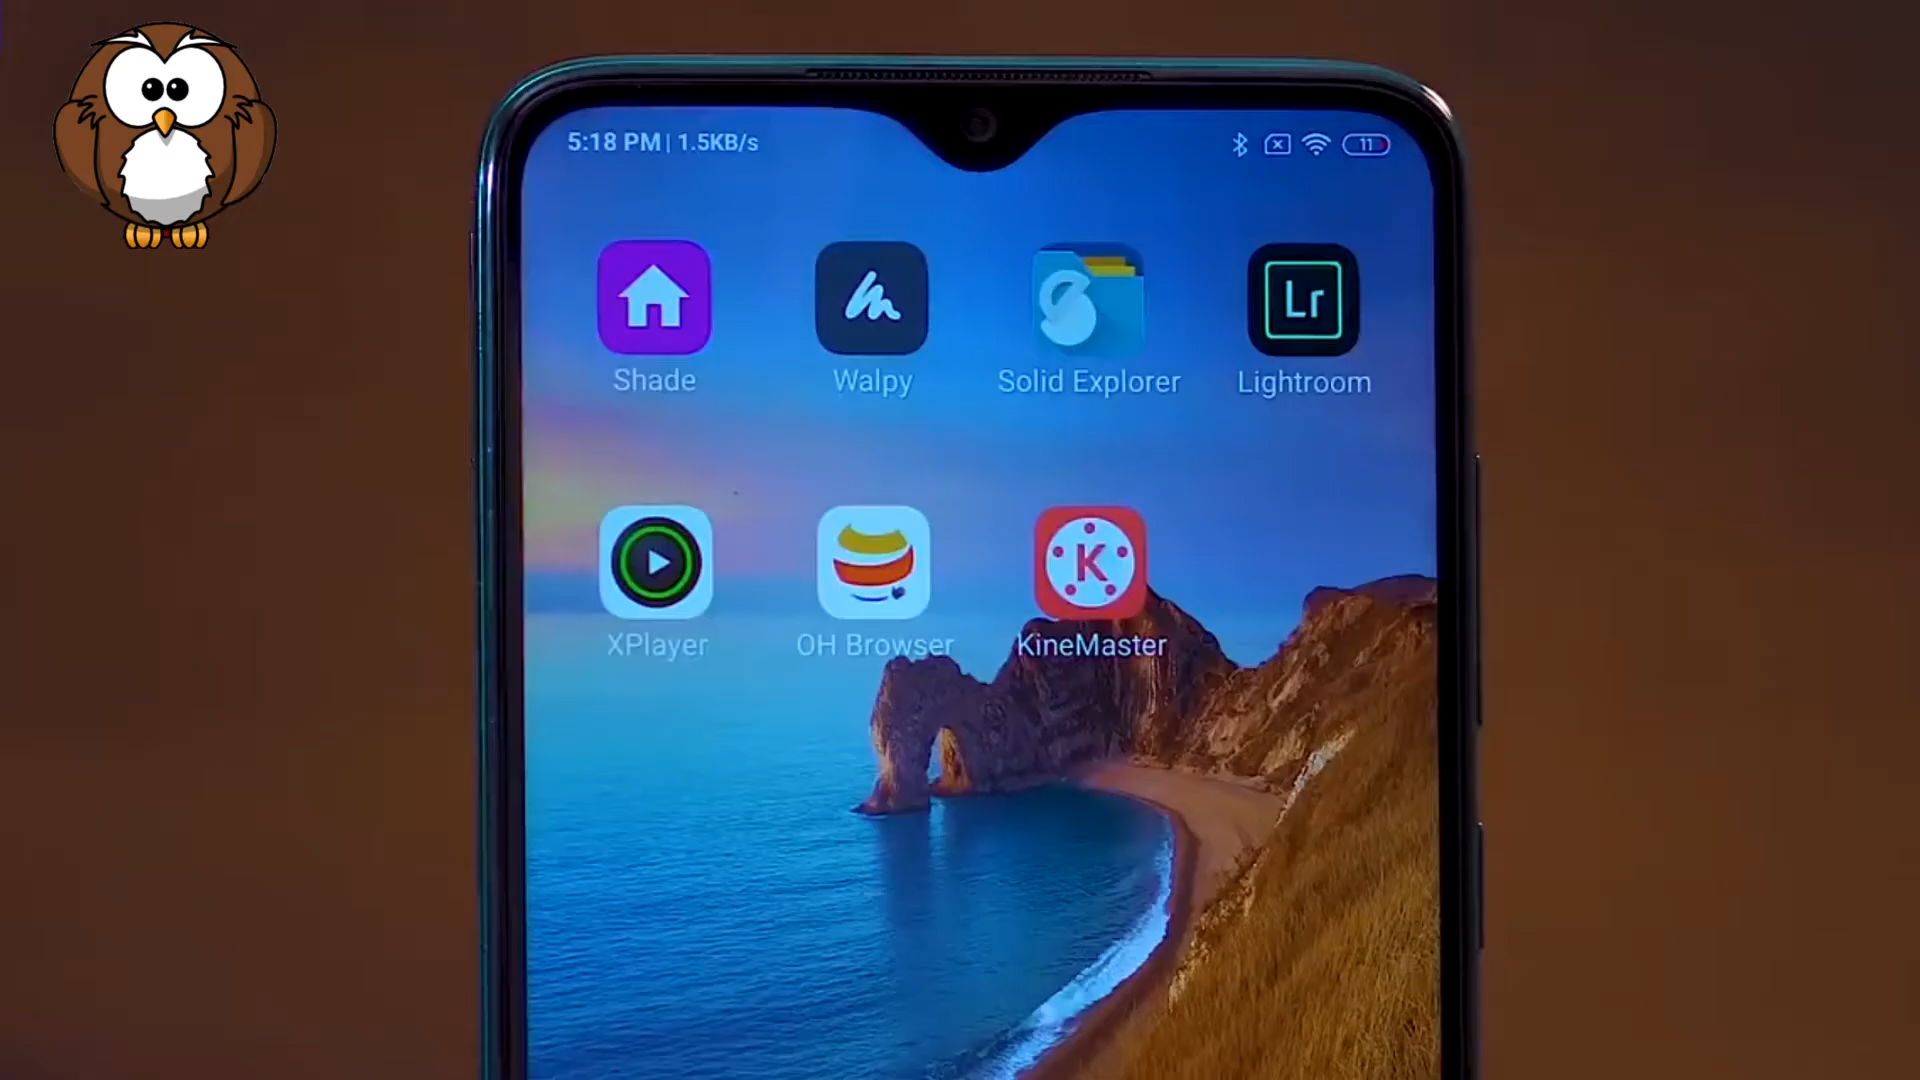 5:18 PM | 1.5KB/s
11
Shade
Walpy
Solid Explorer
Lr
Lightroom
XPlayer
OH Browser
K
KineMaster